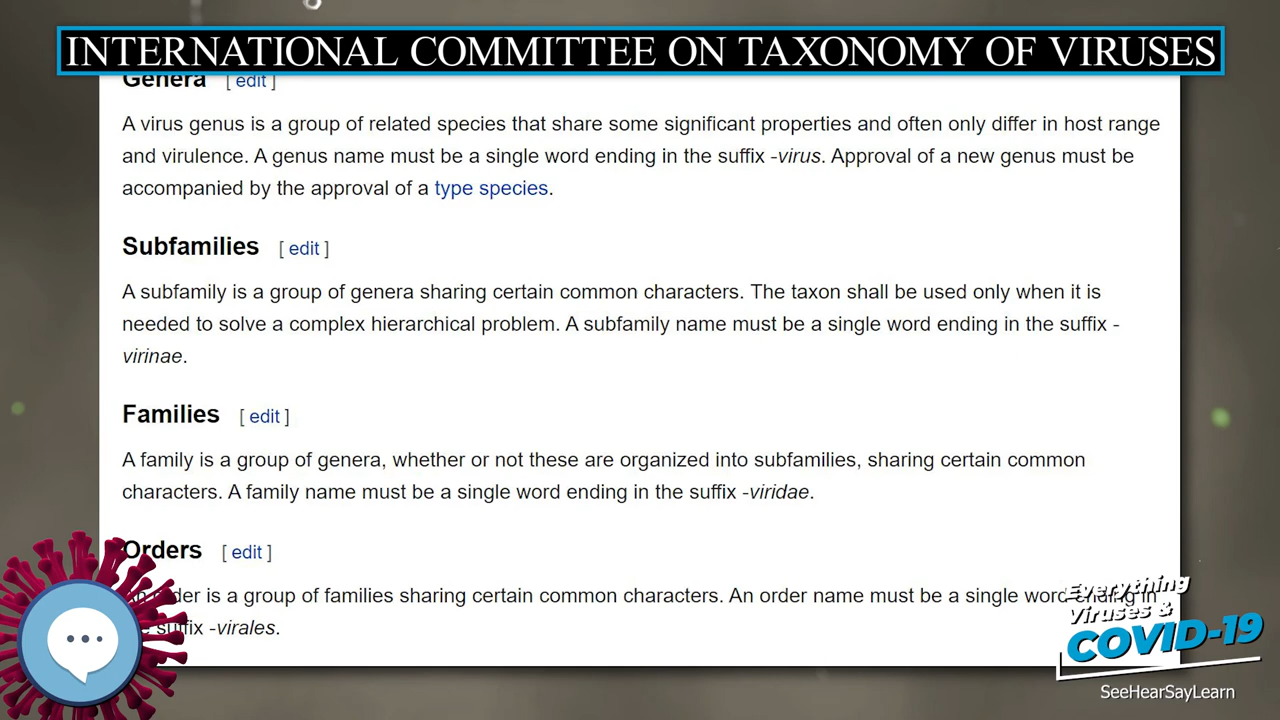 INTERNATIONAL COMMITTEE ON TAXONOMY OF VIRUSES
Genera [ edit ]
A virus genus is a group of related species that share some significant properties and often only differ in host range
and virulence. A genus name must be a single word ending in the suffix -virus. Approval of a new genus must be
accompanied by the approval of a type species.
Subfamilies [ edit ]
A subfamily is a group of genera sharing certain common characters. The taxon shall be used only when it is
needed to solve a complex hierarchical problem. A subfamily name must be a single word ending in the suffix -
virinae.
Families [ edit ]
A family is a group of genera, whether or not these are organized into subfamilies, sharing certain common
characters. A family name must be a single word ending in the suffix -viridae.
Orders [ edit ]
order is a group of families sharing certain common characters. An order name must be a single word ending in
suffix -virales.
Everything
Viruses &
COVID-19
SeeHearSayLearn